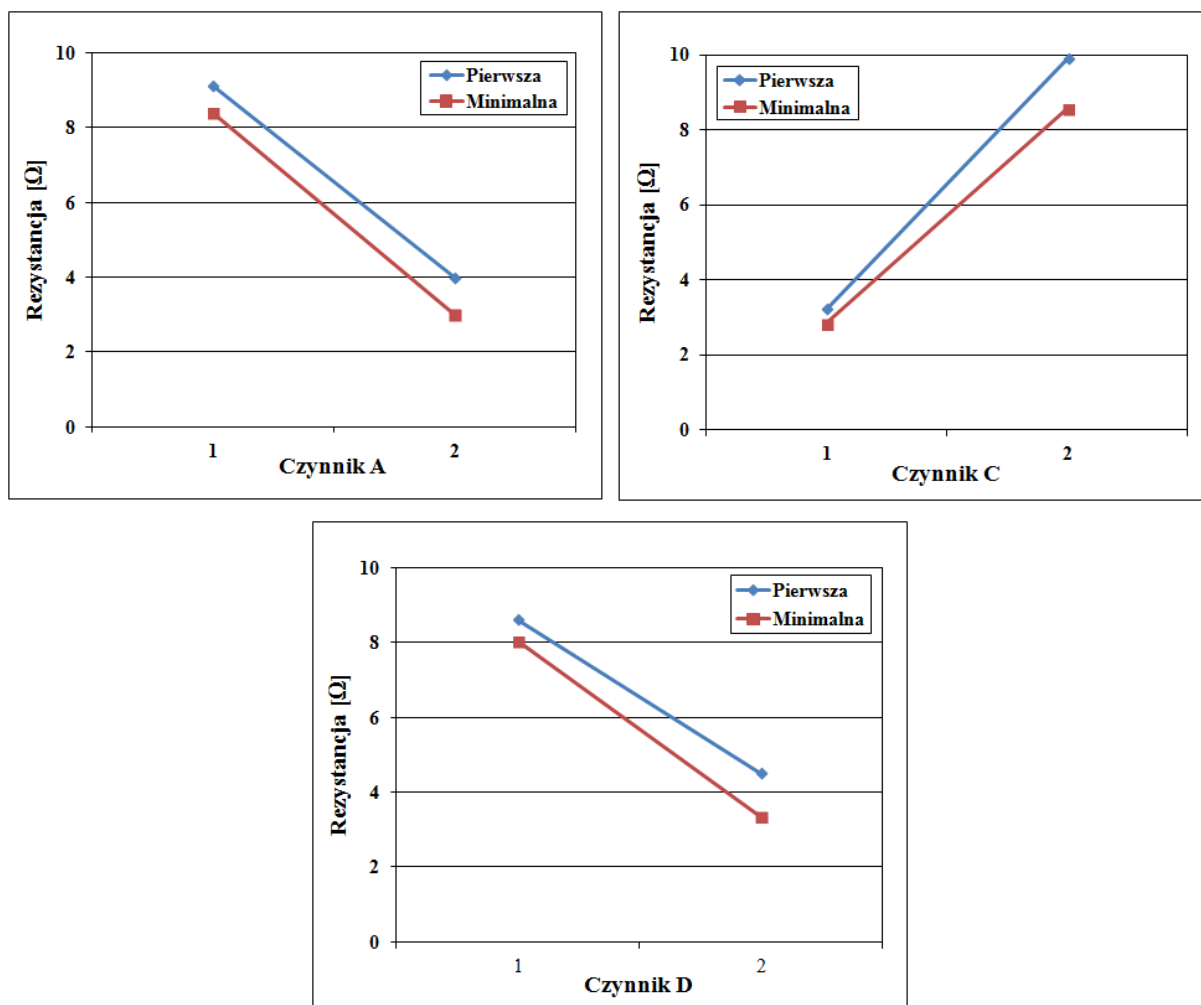 10
8
6
4
2
0
Rezystancja [Ω]
Pierwsza
Minimalna
1 2
Czynnik A
10
8
6
4
2
0
Rezystancja [Ω]
Pierwsza
Minimalna
1 2
Czynnik C
10
8
6
4
2
0
Rezystancja [Ω]
Pierwsza
Minimalna
1 2
Czynnik D